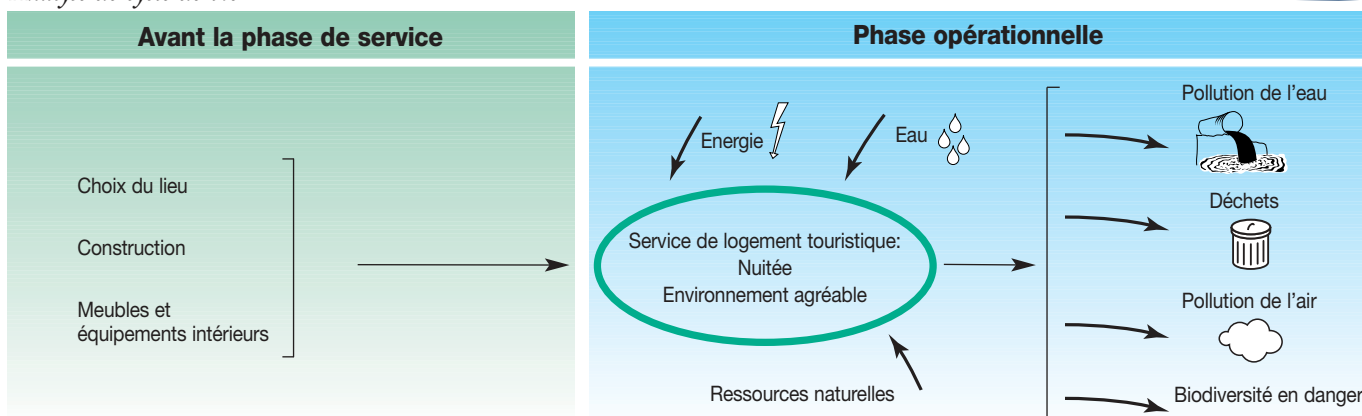 Avant la phase de service
Choix du lieu
Construction
Meubles et
équipements intérieurs
Phase opérationnelle
Energie
Eau
Service de logement touristique:
Nuitée
Environnement agréable
Ressources naturelles
Pollution de l'eau
Déchets
Pollution de l'air
Biodiversité en danger